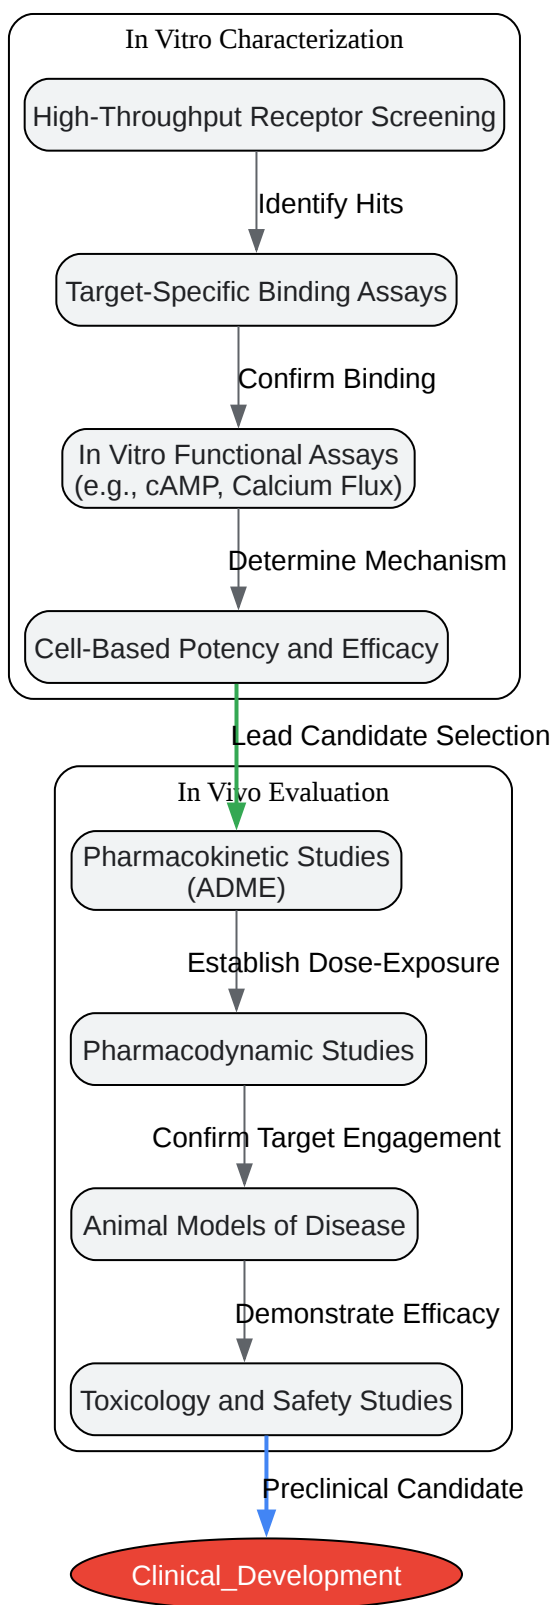 In Vitro Characterization
High-Throughput Receptor Screening
Identify Hits
Target-Specific Binding Assays
Confirm Binding
In Vitro Functional Assays
(e.g., cAMP, Calcium Flux)
Determine Mechanism
Cell-Based Potency and Efficacy
Lead Candidate Selection
In Vivo Evaluation
Pharmacokinetic Studies
(ADME)
Establish Dose-Exposure
Pharmacodynamic Studies
Confirm Target Engagement
Animal Models of Disease
Demonstrate Efficacy
Toxicology and Safety Studies
Preclinical Candidate
Clinical_Development